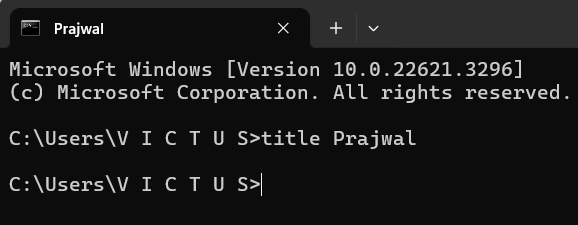 Prajwal
Microsoft Windows [Version 10.0.22621.3296]
(c) Microsoft Corporation. All rights reserved.
C:\Users\V I C T U S>title Prajwal
C:\Users\V I C T U S>